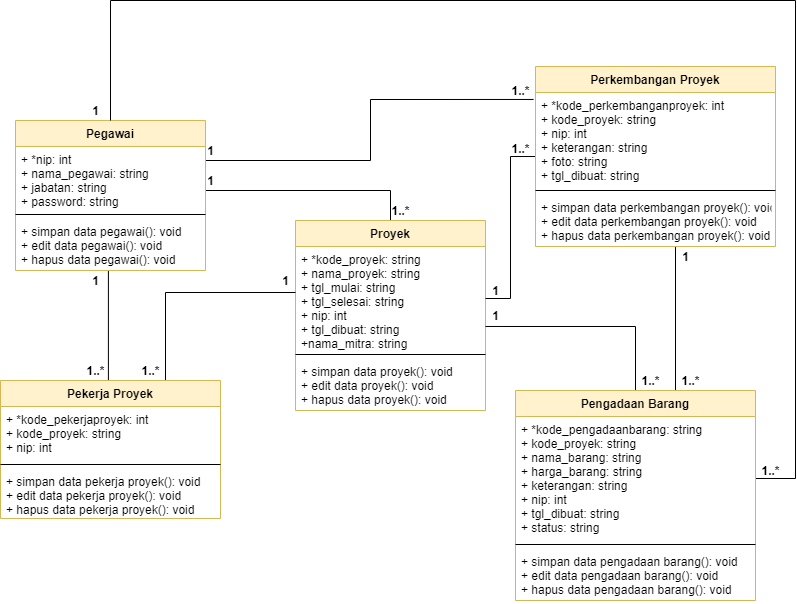 1
Pegawai
+ *nip: int
+ nama_pegawai: string
+ jabatan: string
+ password: string
+ simpan data pegawai(): void
+ edit data pegawai(): void
+ hapus data pegawai(): void
1
1
1
1..*
1..*
Perkembangan Proyek
+ *kode_perkembanganproyek: int
+ kode_proyek: string
+ nip: int
+ keterangan: string
+ foto: string
+ tgl_dibuat: string
+ simpan data perkembangan proyek(): void
+ edit data perkembangan proyek(): void
+ hapus data perkembangan proyek(): void
1
1..*
Proyek
+ *kode_proyek: string
+ nama_proyek: string
+ tgl_mulai: string
+ tgl_selesai: string
+ nip: int
+ tgl_dibuat: string
+nama_mitra: string
+ simpan data proyek(): void
+ edit data proyek(): void
+ hapus data proyek(): void
1
1
1
1..*
1..*
Pekerja Proyek
+ *kode_pekerjaproyek: int
+ kode_proyek: string
+ nip: int
+ simpan data pekerja proyek(): void
+ edit data pekerja proyek(): void
+ hapus data pekerja proyek(): void
1..*
1..*
Pengadaan Barang
+ *kode_pengadaanbarang: string
+ kode_proyek: string
+ nama_barang: string
+ harga_barang: string
+ keterangan: string
+ nip: int
+ tgl_dibuat: string
+ status: string
+ simpan data pengadaan barang(): void
+ edit data pengadaan barang(): void
+ hapus data pengadaan barang(): void
1..*